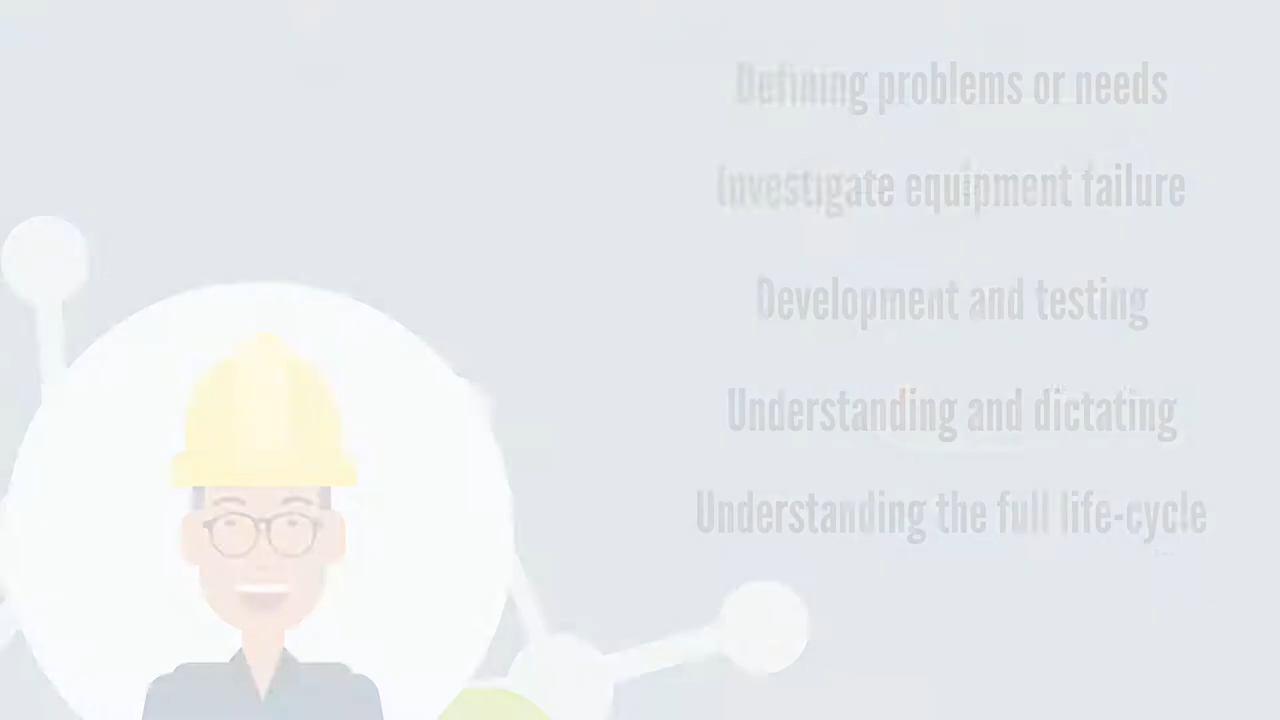 Defining problems or needs
Investigate equipment failure
Development and testing
Understanding and dictating
Understanding the full life-cycle